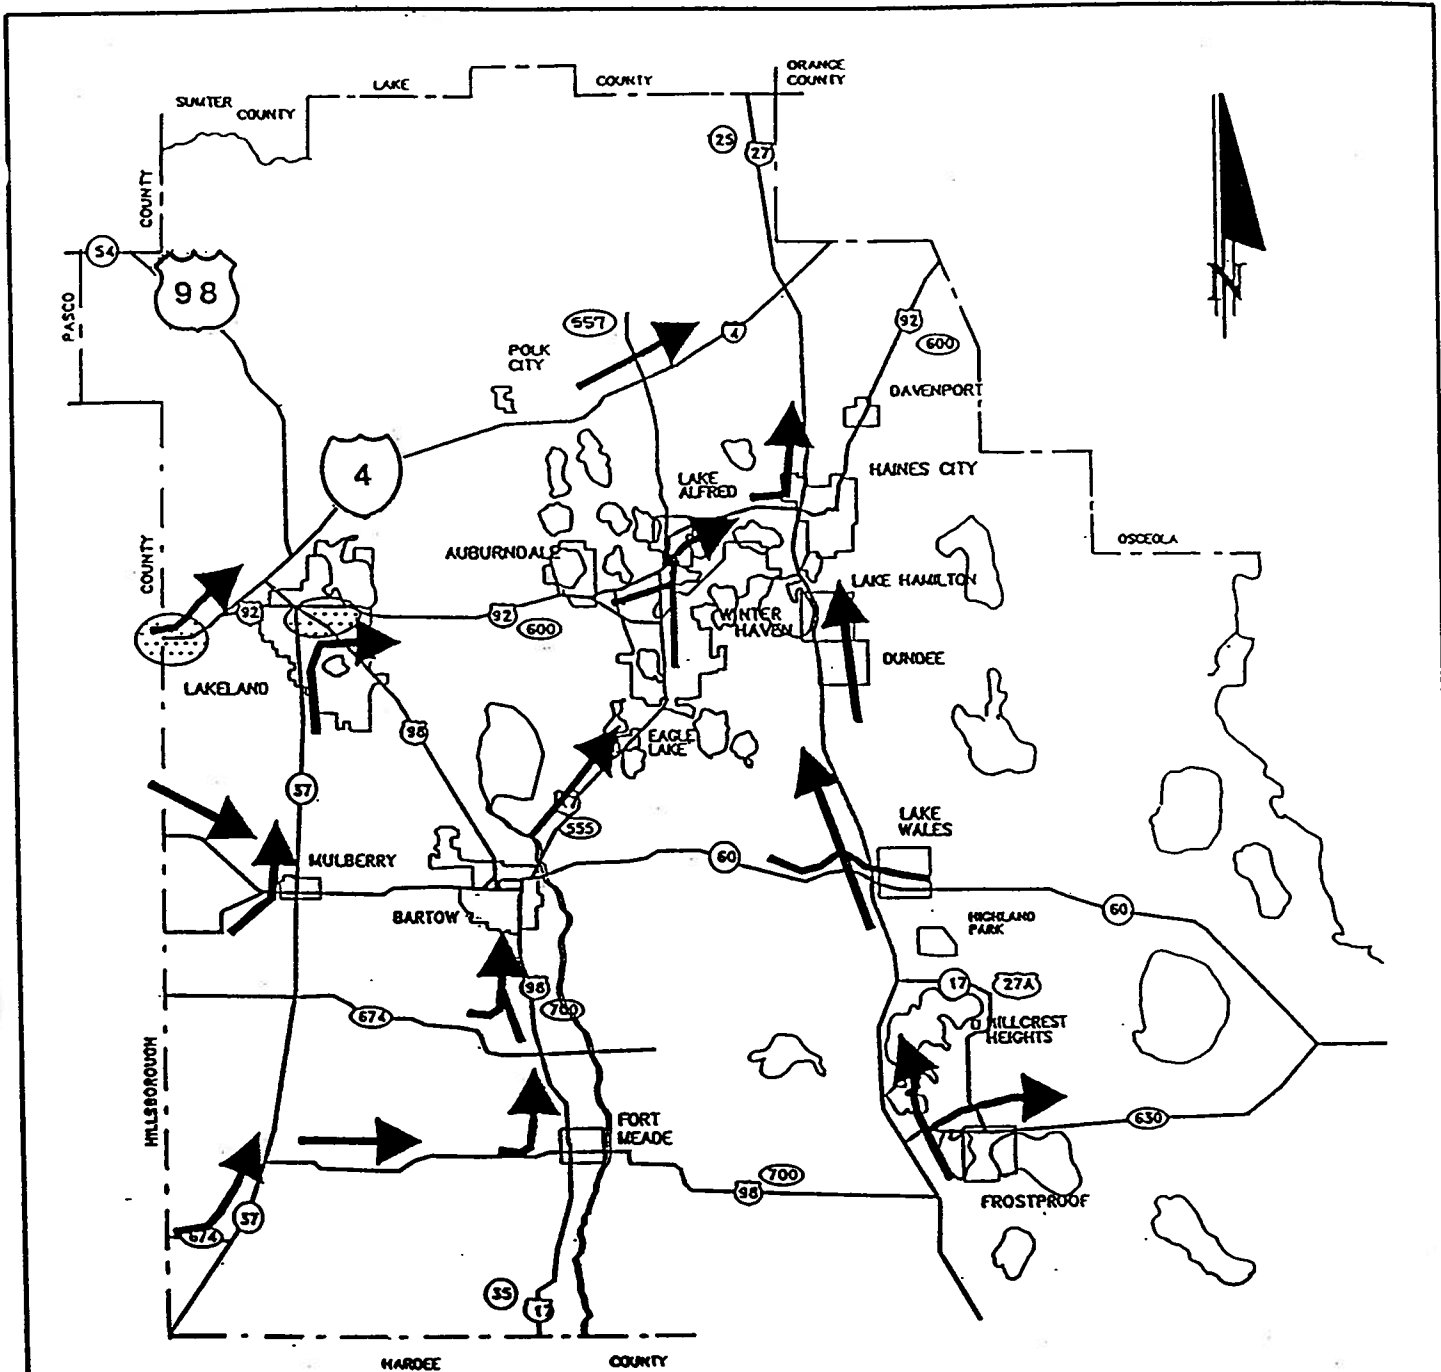 ORANGE
COUNTY
LAKE
COUNTY
SUMTER
COUNTY
25
27
COUNTY
54
98
PASCO
N
557
4
92
600
POLK
CITY
DAVENPORT
4
LAKE
ALFRED
HAINES CITY
AUBURNDALE
OSCEOLA
COUNTY
LAKE HAMILTON
92
92
600
WINTER
HAVEN
DUNDEE
LAKELAND
98
EAGLE
LAKE
37
17
555
LAKE
WALES
MULBERRY
60
BARTOW
60
HIGHLAND
PARK
98
700
17
27A
674
HILLCREST
HEIGHTS
HILLSBOROUGH
FORT
MEADE
630
700
98
FROSTPROOF
37
674
35
17
HARDEE
COUNTY